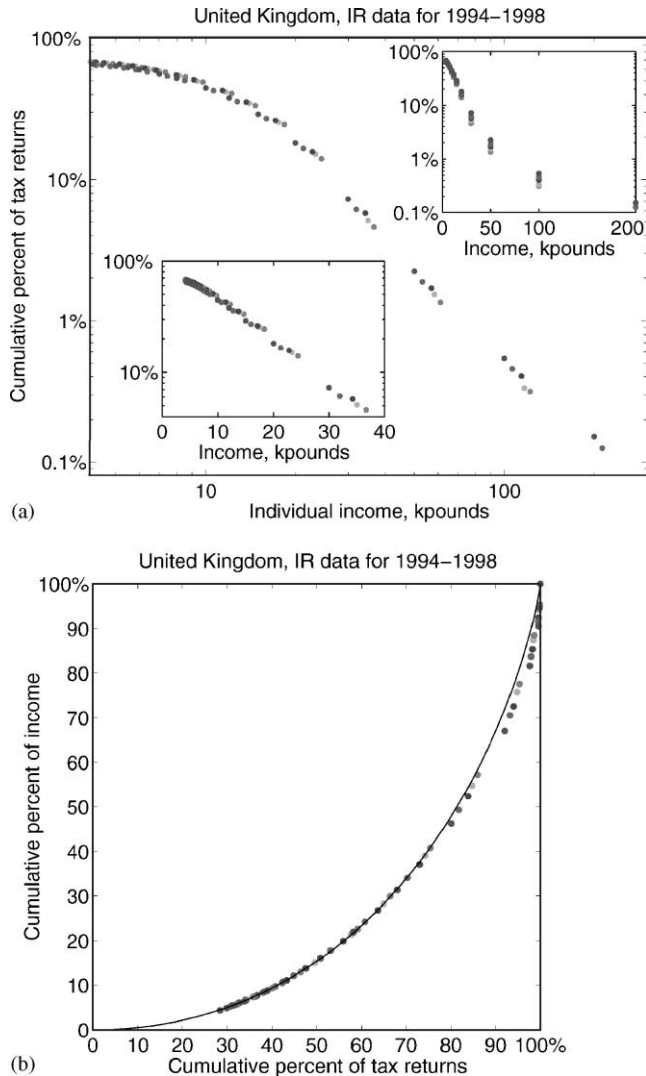 United Kingdom, IR data for 1994–1998
100%
10%
1%
0.1%
Cumulative percent of tax returns
100%
10%
1%
0.1%
0 50 100 200
Income, kpounds
100%
10%
0 10 20 30 40
Income, kpounds
10 100
(a) Individual income, kpounds
United Kingdom, IR data for 1994–1998
100%
90
80
70
60
50
40
30
20
10
0
Cumulative percent of income
0 10 20 30 40 50 60 70 80 90 100%
(b) Cumulative percent of tax returns